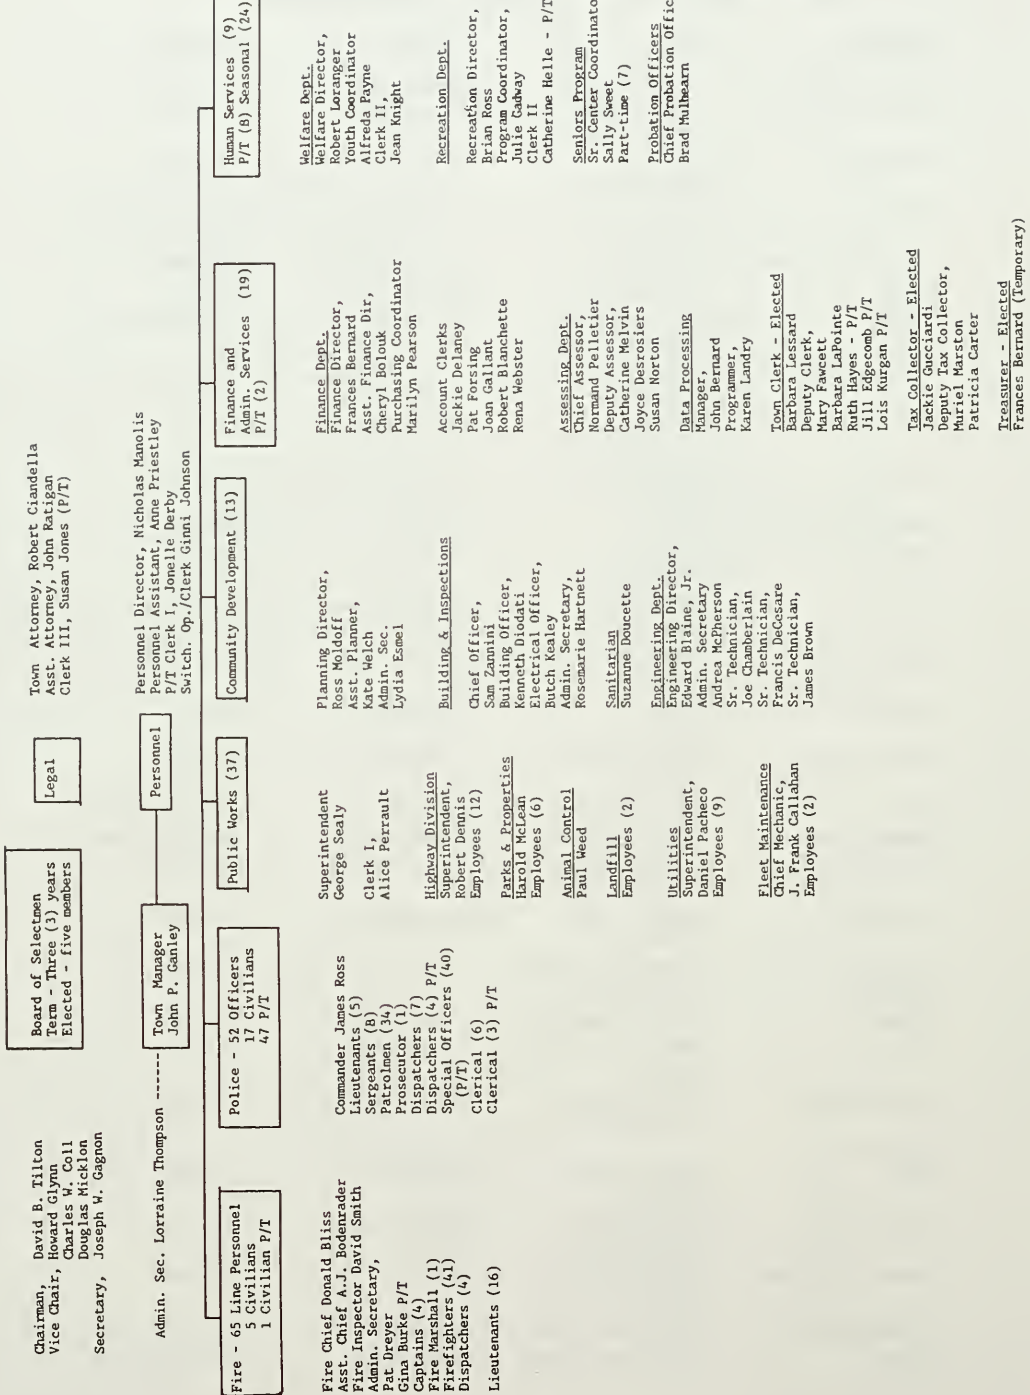 Chairman, David B. Tilton
Vice Chair, Howard Glynn
Charles W. Coll
Douglas Micklon
Secretary, Joseph W. Gagnon
Board of Selectmen
Term - Three (3) years
Elected - five members
Legal
Town Attorney, Robert Ciandella
Asst. Attorney, John Ratigan
Clerk III, Susan Jones (P/T)
Admin. Sec. Lorraine Thompson ------
Town Manager
John P. Ganley
Personnel
Personnel Director, Nicholas Manolis
Personnel Assistant, Anne Priestley
P/T Clerk I, Jonelle Derby
Switch. Op./Clerk Ginni Johnson
Fire - 65 Line Personnel
5 Civilians
1 Civilian P/T
Fire Chief Donald Bliss
Asst. Chief A.J. Bodenrader
Fire Inspector David Smith
Admin. Secretary,
Pat Dreyer
Gina Burke P/T
Captains (4)
Fire Marshall (1)
Firefighters (41)
Dispatchers (4)
Lieutenants (16)
Police - 52 Officers
17 Civilians
47 P/T
Commander James Ross
Lieutenants (5)
Sergeants (8)
Patrolmen (34)
Prosecutor (1)
Dispatchers (7)
Dispatchers (4) P/T
Special Officers (40)
(P/T)
Clerical (6)
Clerical (3) P/T
Public Works (37)
Superintendent
George Sealy
Clerk I,
Alice Perrault
Highway Division
Superintendent,
Robert Dennis
Employees (12)
Parks & Properties
Harold McLean
Employees (6)
Animal Control
Paul Weed
Landfill
Employees (2)
Utilities
Superintendent,
Daniel Pacheco
Employees (9)
Fleet Maintenance
Chief Mechanic,
J. Frank Callahan
Employees (2)
Community Development (13)
Planning Director,
Ross Moldoff
Asst. Planner,
Kate Welch
Admin. Sec.
Lydia Esmel
Building & Inspections
Chief Officer,
Sam Zannini
Building Officer,
Kenneth Diodati
Electrical Officer,
Butch Kealey
Admin. Secretary,
Rosemarie Hartnett
Sanitarian
Suzanne Doucette
Engineering Dept.
Engineering Director,
Edward Blaine, Jr.
Admin. Secretary
Andrea McPherson
Sr. Technician,
Joe Chamberlain
Sr. Technician,
Francis DeCesare
Sr. Technician,
James Brown
Finance and
Admin. Services (19)
P/T (2)
Finance Dept.
Finance Director,
Frances Bernard
Asst. Finance Dir,
Cheryl Bolouk
Purchasing Coordinator
Marilyn Pearson
Account Clerks
Jackie Delaney
Pat Forsing
Joan Gallant
Robert Blanchette
Rena Webster
Assessing Dept.
Chief Assessor,
Normand Pelletier
Deputy Assessor,
Catherine Melvin
Joyce Desrosiers
Susan Norton
Data Processing
Manager,
John Bernard
Programmer,
Karen Landry
Town Clerk - Elected
Barbara Lessard
Deputy Clerk,
Mary Fawcett
Barbara LaPointe
Ruth Hayes - P/T
Jill Edgecomb P/T
Lois Kurgan P/T
Tax Collector - Elected
Jackie Gucciardi
Deputy Tax Collector,
Muriel Marston
Patricia Carter
Treasurer - Elected
Frances Bernard (Temporary)
Human Services (9)
P/T (8) Seasonal (24)
Welfare Dept.
Welfare Director,
Robert Loranger
Youth Coordinator
Alfreda Payne
Clerk II,
Jean Knight
Recreation Dept.
Recreation Director,
Brian Ross
Program Coordinator,
Julie Gadway
Clerk II
Catherine Helle - P/T
Seniors Program
Sr. Center Coordinato
Sally Sweet
Part-time (7)
Probation Officers
Chief Probation Offic
Brad Mulhearn